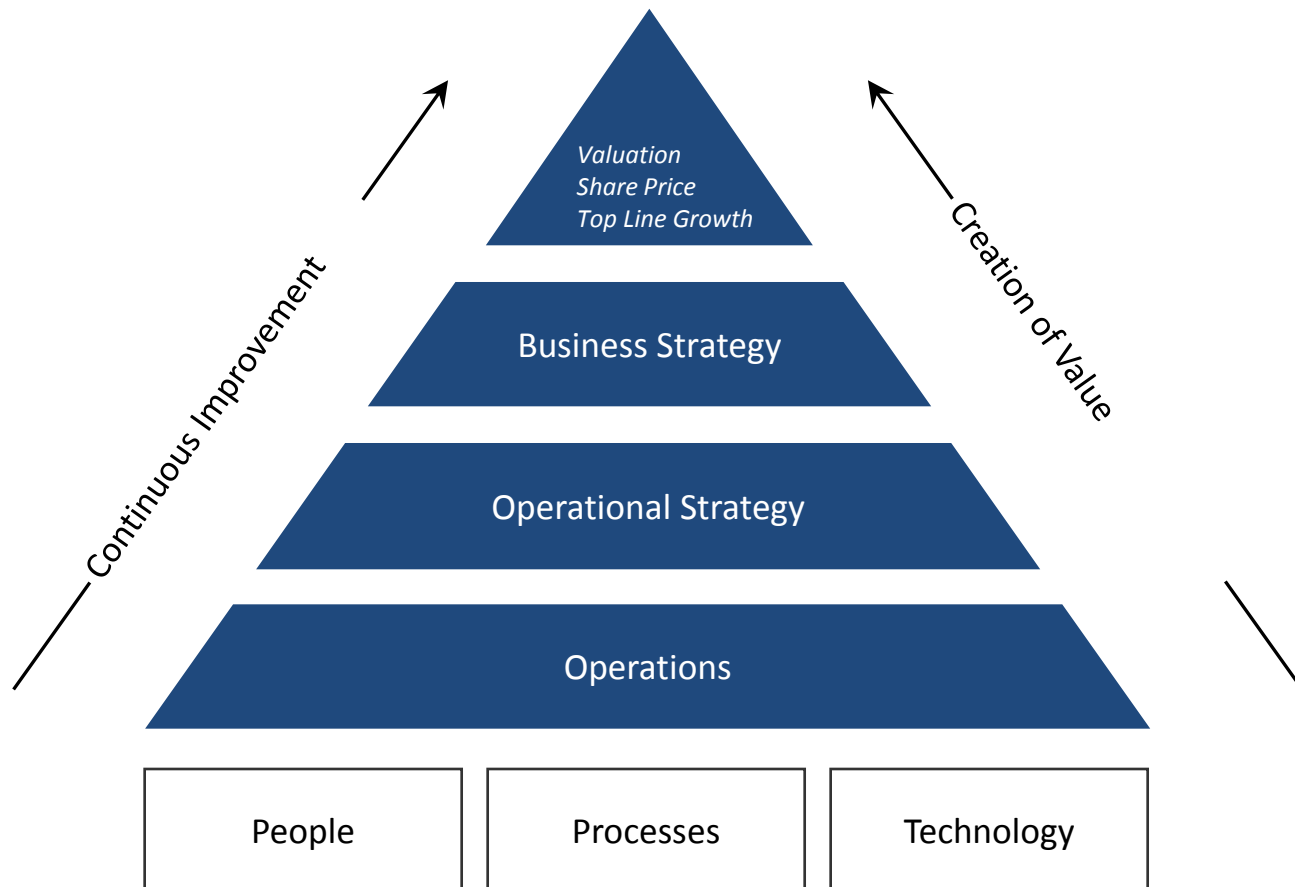 Valuation
Share Price
Top Line Growth
Continuous Improvement
Creation of Value
Business Strategy
Operational Strategy
Operations
People
Processes
Technology